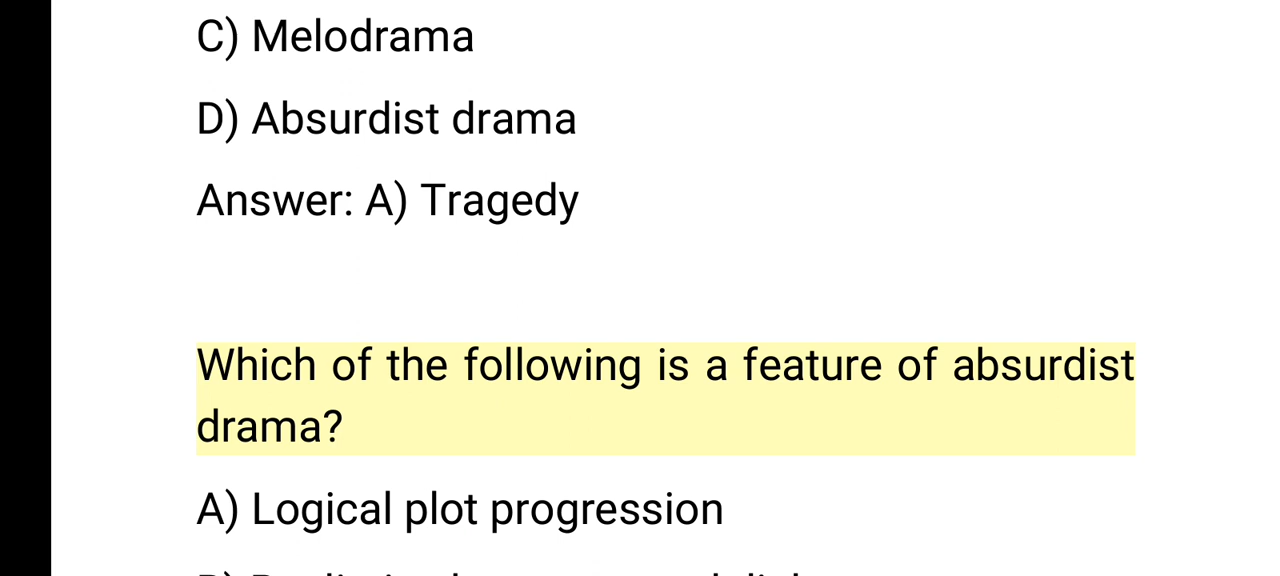 C) Melodrama
D) Absurdist drama
Answer: A) Tragedy
Which of the following is a feature of absurdist
drama?
A) Logical plot progression